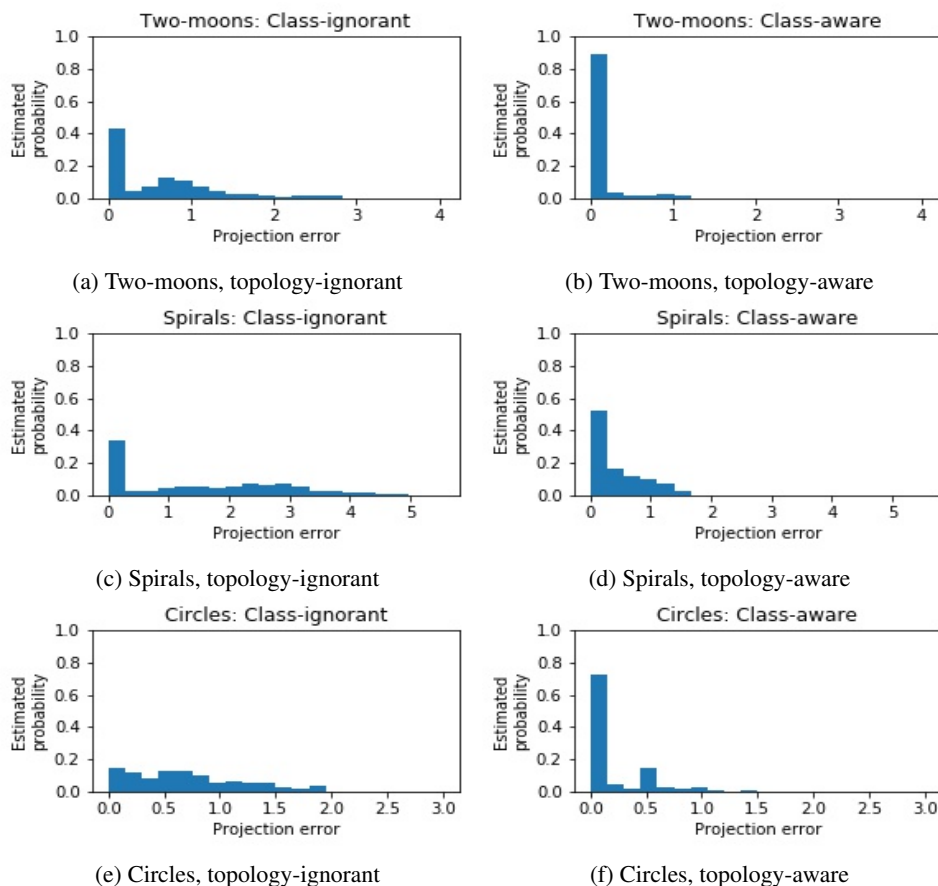 Two-moons: Class-ignorant
Estimated
probability
1.0
0.8
0.6
0.4
0.2
0.0
0 1 2 3 4
Projection error
(a) Two-moons, topology-ignorant
Two-moons: Class-aware
Estimated
probability
1.0
0.8
0.6
0.4
0.2
0.0
0 1 2 3 4
Projection error
(b) Two-moons, topology-aware
Spirals: Class-ignorant
Estimated
probability
1.0
0.8
0.6
0.4
0.2
0.0
0 1 2 3 4 5
Projection error
(c) Spirals, topology-ignorant
Spirals: Class-aware
Estimated
probability
1.0
0.8
0.6
0.4
0.2
0.0
0 1 2 3 4 5
Projection error
(d) Spirals, topology-aware
Circles: Class-ignorant
Estimated
probability
1.0
0.8
0.6
0.4
0.2
0.0
0.0 0.5 1.0 1.5 2.0 2.5 3.0
Projection error
(e) Circles, topology-ignorant
Circles: Class-aware
Estimated
probability
1.0
0.8
0.6
0.4
0.2
0.0
0.0 0.5 1.0 1.5 2.0 2.5 3.0
Projection error
(f) Circles, topology-aware